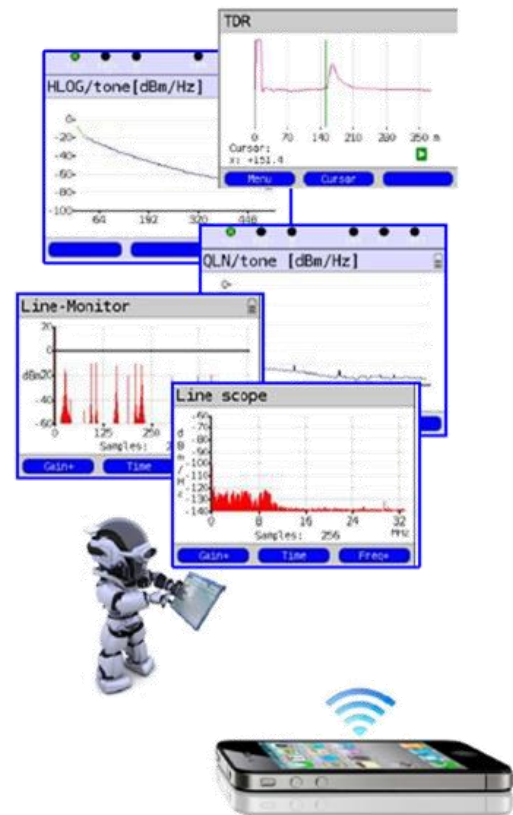 TDR
0 70 140 210 280 350 m
Cursor:
x: +151.4
Menu Cursor
HLOG/tone[dBm/Hz]
0
-20
-40
-60
-80
-100
64 192 320 448
QLN/tone [dBm/Hz]
0
Line-Monitor
20
0
dBm20
-40
-60
0 125 250
Samples:
Gain+ Time
Line scope
-60
-70
-80
-90
-100
-110
-120
-130
-140
dBm/Hz
0 8 16 24 32
Samples: 256 MHz
Gain+ Time Freq+